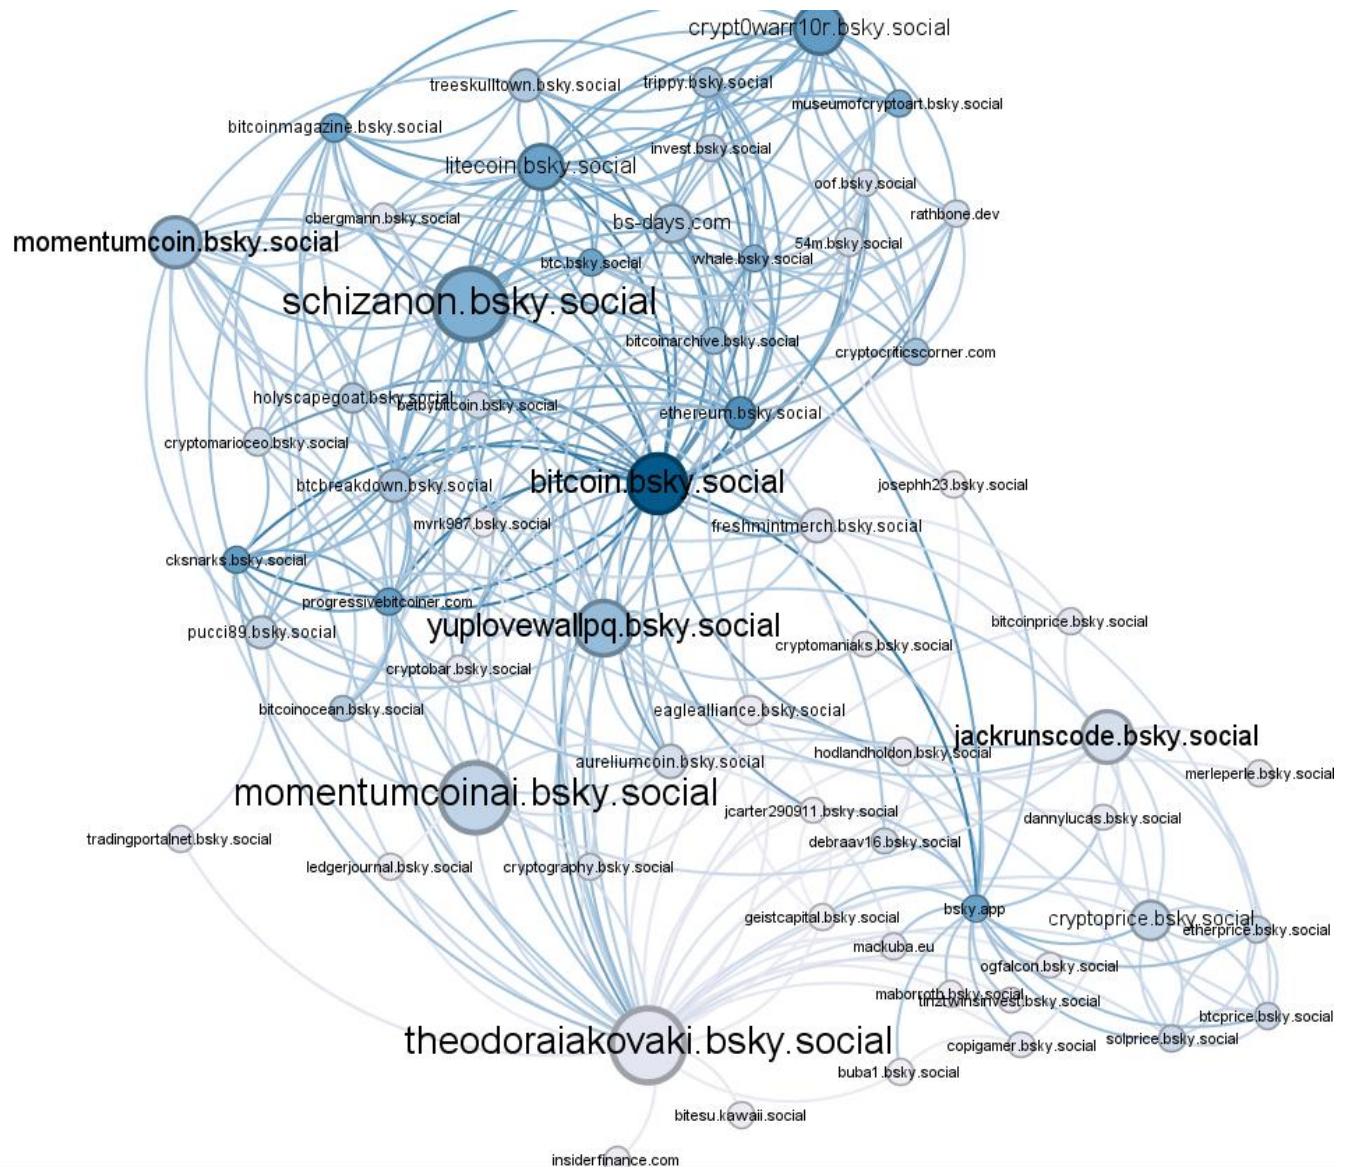 crypt0warr10r.bsky.social
treeskulltown.bsky.social
trippy.bsky.social
museumofcryptoart.bsky.social
bitcoinmagazine.bsky.social
invest.bsky.social
litecoin.bsky.social
oof.bsky.social
cbergmann.bsky.social
bs-days.com
rathbone.dev
momentumcoin.bsky.social
54m.bsky.social
btc.bsky.social
whale.bsky.social
schizanon.bsky.social
bitcoinarchive.bsky.social
cryptocriticscorner.com
holyscapegoat.bsky.social
betbybitcoin.bsky.social
ethereum.bsky.social
cryptomarioceo.bsky.social
btcbreakdown.bsky.social
bitcoin.bsky.social
josephh23.bsky.social
mvrk987.bsky.social
freshmintmerch.bsky.social
cksnarks.bsky.social
progressivebitcoiner.com
pucci89.bsky.social
yuplovewallpq.bsky.social
bitcoinprice.bsky.social
cryptomaniaks.bsky.social
cryptobar.bsky.social
bitcoinocean.bsky.social
eaglealliance.bsky.social
jackrunscode.bsky.social
hodlandholdon.bsky.social
aureliumcoin.bsky.social
merleperle.bsky.social
momentumcoinai.bsky.social
jcarter290911.bsky.social
dannylucas.bsky.social
tradingportalnet.bsky.social
debraav16.bsky.social
ledgerjournal.bsky.social
cryptography.bsky.social
geistcapital.bsky.social
bsky.app
cryptoprice.bsky.social
etherprice.bsky.social
mackuba.eu
ogfalcon.bsky.social
maborroth.bsky.social
tinztwinsinvest.bsky.social
btcprice.bsky.social
theodoraiakovaki.bsky.social
copigamer.bsky.social
solprice.bsky.social
buba1.bsky.social
bitesu.kawaii.social
insiderfinance.com